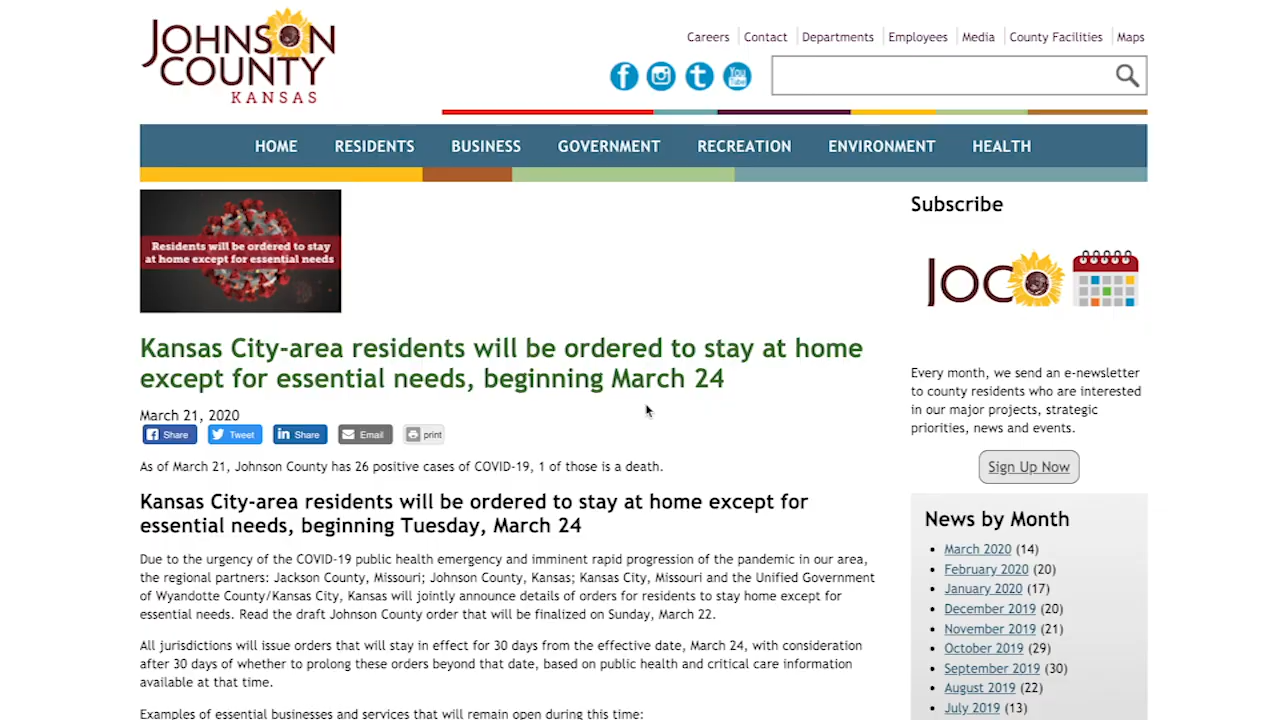 JOHNSON
COUNTY
KANSAS
Careers
Contact
Departments
Employees
Media
County Facilities
Maps
f
t
You
Tube
HOME
RESIDENTS
BUSINESS
GOVERNMENT
RECREATION
ENVIRONMENT
HEALTH
Residents will be ordered to stay
at home except for essential needs
Kansas City-area residents will be ordered to stay at home
except for essential needs, beginning March 24
March 21, 2020
f Share
Tweet
in Share
Email
print
As of March 21, Johnson County has 26 positive cases of COVID-19, 1 of those is a death.
Kansas City-area residents will be ordered to stay at home except for
essential needs, beginning Tuesday, March 24
Due to the urgency of the COVID-19 public health emergency and imminent rapid progression of the pandemic in our area,
the regional partners: Jackson County, Missouri; Johnson County, Kansas; Kansas City, Missouri and the Unified Government
of Wyandotte County/Kansas City, Kansas will jointly announce details of orders for residents to stay home except for
essential needs. Read the draft Johnson County order that will be finalized on Sunday, March 22.
All jurisdictions will issue orders that will stay in effect for 30 days from the effective date, March 24, with consideration
after 30 days of whether to prolong these orders beyond that date, based on public health and critical care information
available at that time.
Examples of essential businesses and services that will remain open during this time:
Subscribe
JOCO
Every month, we send an e-newsletter
to county residents who are interested
in our major projects, strategic
priorities, news and events.
Sign Up Now
News by Month
• March 2020 (14)
• February 2020 (20)
• January 2020 (17)
• December 2019 (20)
• November 2019 (21)
• October 2019 (29)
• September 2019 (30)
• August 2019 (22)
• July 2019 (13)